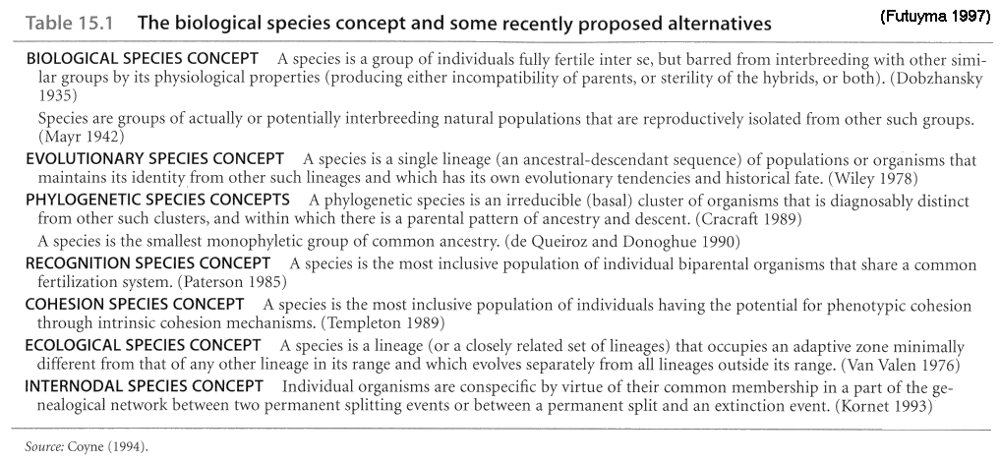 Table 15.1 The biological species concept and some recently proposed alternatives
(Futuyma 1997)
BIOLOGICAL SPECIES CONCEPT A species is a group of individuals fully fertile inter se, but barred from interbreeding with other simi-
lar groups by its physiological properties (producing either incompatibility of parents, or sterility of the hybrids, or both). (Dobzhansky
1935)
Species are groups of actually or potentially interbreeding natural populations that are reproductively isolated from other such groups.
(Mayr 1942)
EVOLUTIONARY SPECIES CONCEPT A species is a single lineage (an ancestral-descendant sequence) of populations or organisms that
maintains its identity from other such lineages and which has its own evolutionary tendencies and historical fate. (Wiley 1978)
PHYLOGENETIC SPECIES CONCEPTS A phylogenetic species is an irreducible (basal) cluster of organisms that is diagnosably distinct
from other such clusters, and within which there is a parental pattern of ancestry and descent. (Cracraft 1989)
A species is the smallest monophyletic group of common ancestry. (de Queiroz and Donoghue 1990)
RECOGNITION SPECIES CONCEPT A species is the most inclusive population of individual biparental organisms that share a common
fertilization system. (Paterson 1985)
COHESION SPECIES CONCEPT A species is the most inclusive population of individuals having the potential for phenotypic cohesion
through intrinsic cohesion mechanisms. (Templeton 1989)
ECOLOGICAL SPECIES CONCEPT A species is a lineage (or a closely related set of lineages) that occupies an adaptive zone minimally
different from that of any other lineage in its range and which evolves separately from all lineages outside its range. (Van Valen 1976)
INTERNODAL SPECIES CONCEPT Individual organisms are conspecific by virtue of their common membership in a part of the ge-
nealogical network between two permanent splitting events or between a permanent split and an extinction event. (Kornet 1993)
Source: Coyne (1994).